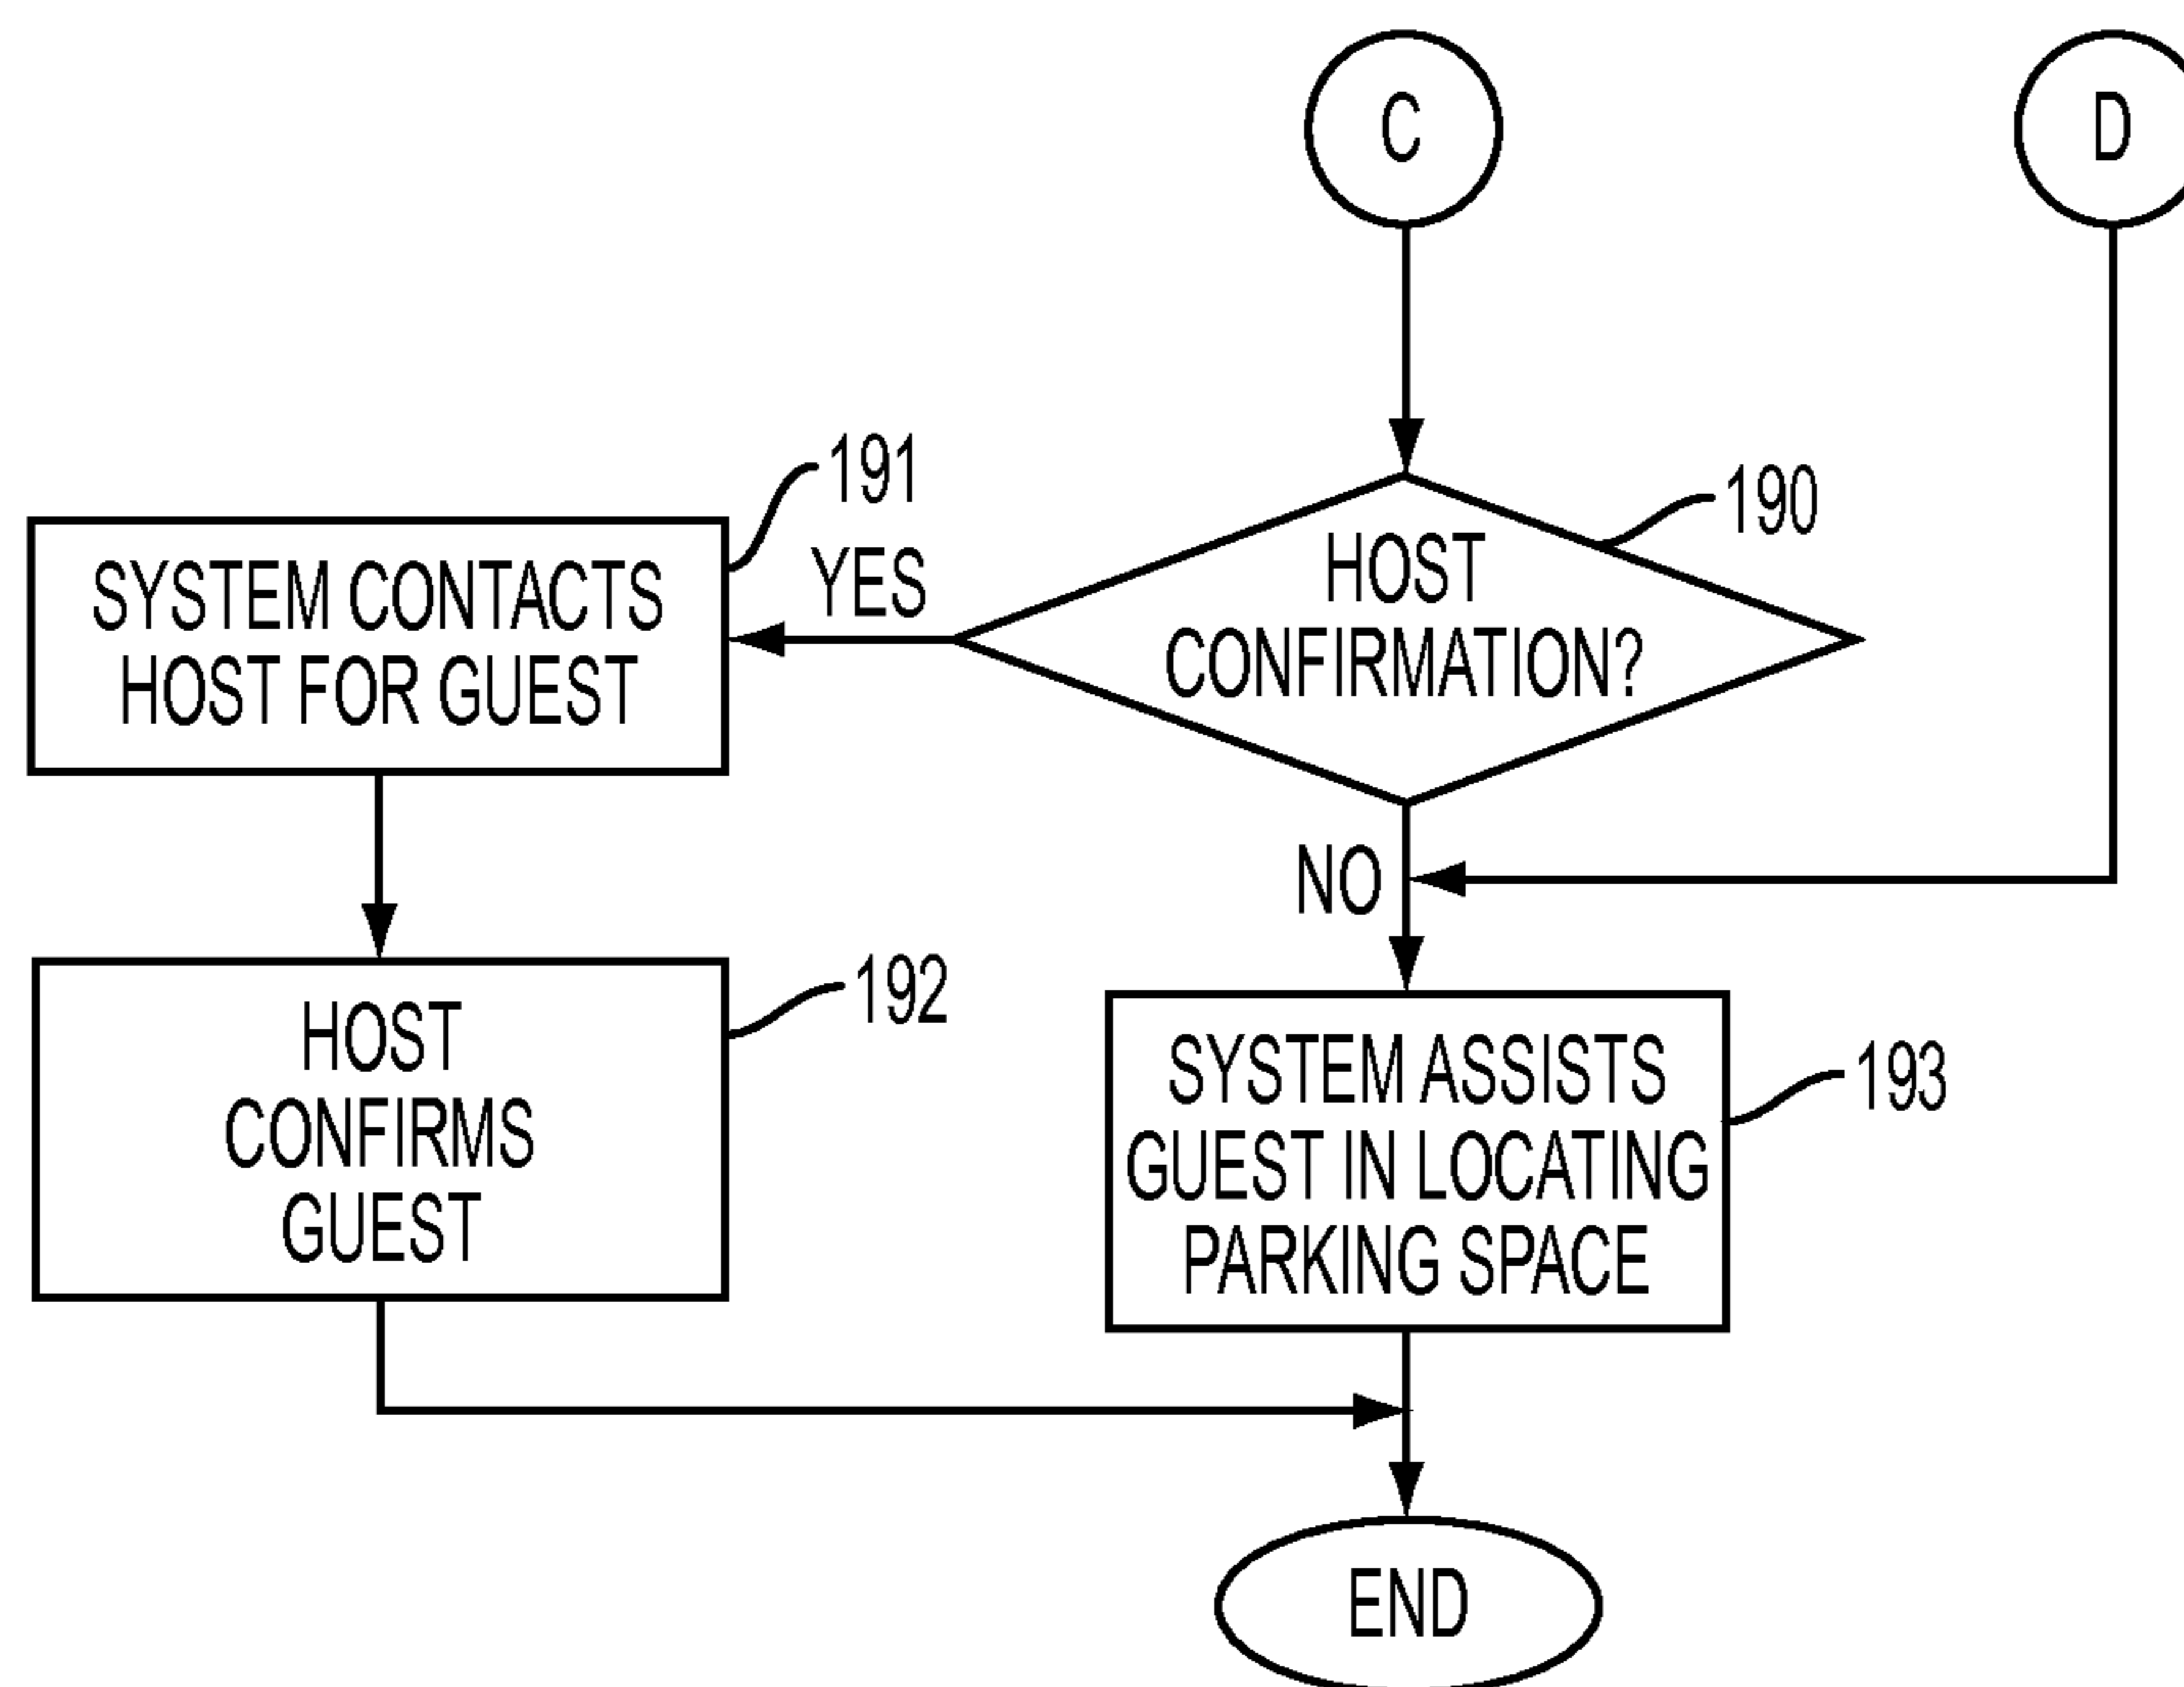 C
D
191
190
YES
HOST
CONFIRMATION?
SYSTEM CONTACTS
HOST FOR GUEST
NO
192
HOST
CONFIRMS
GUEST
193
SYSTEM ASSISTS
GUEST IN LOCATING
PARKING SPACE
END